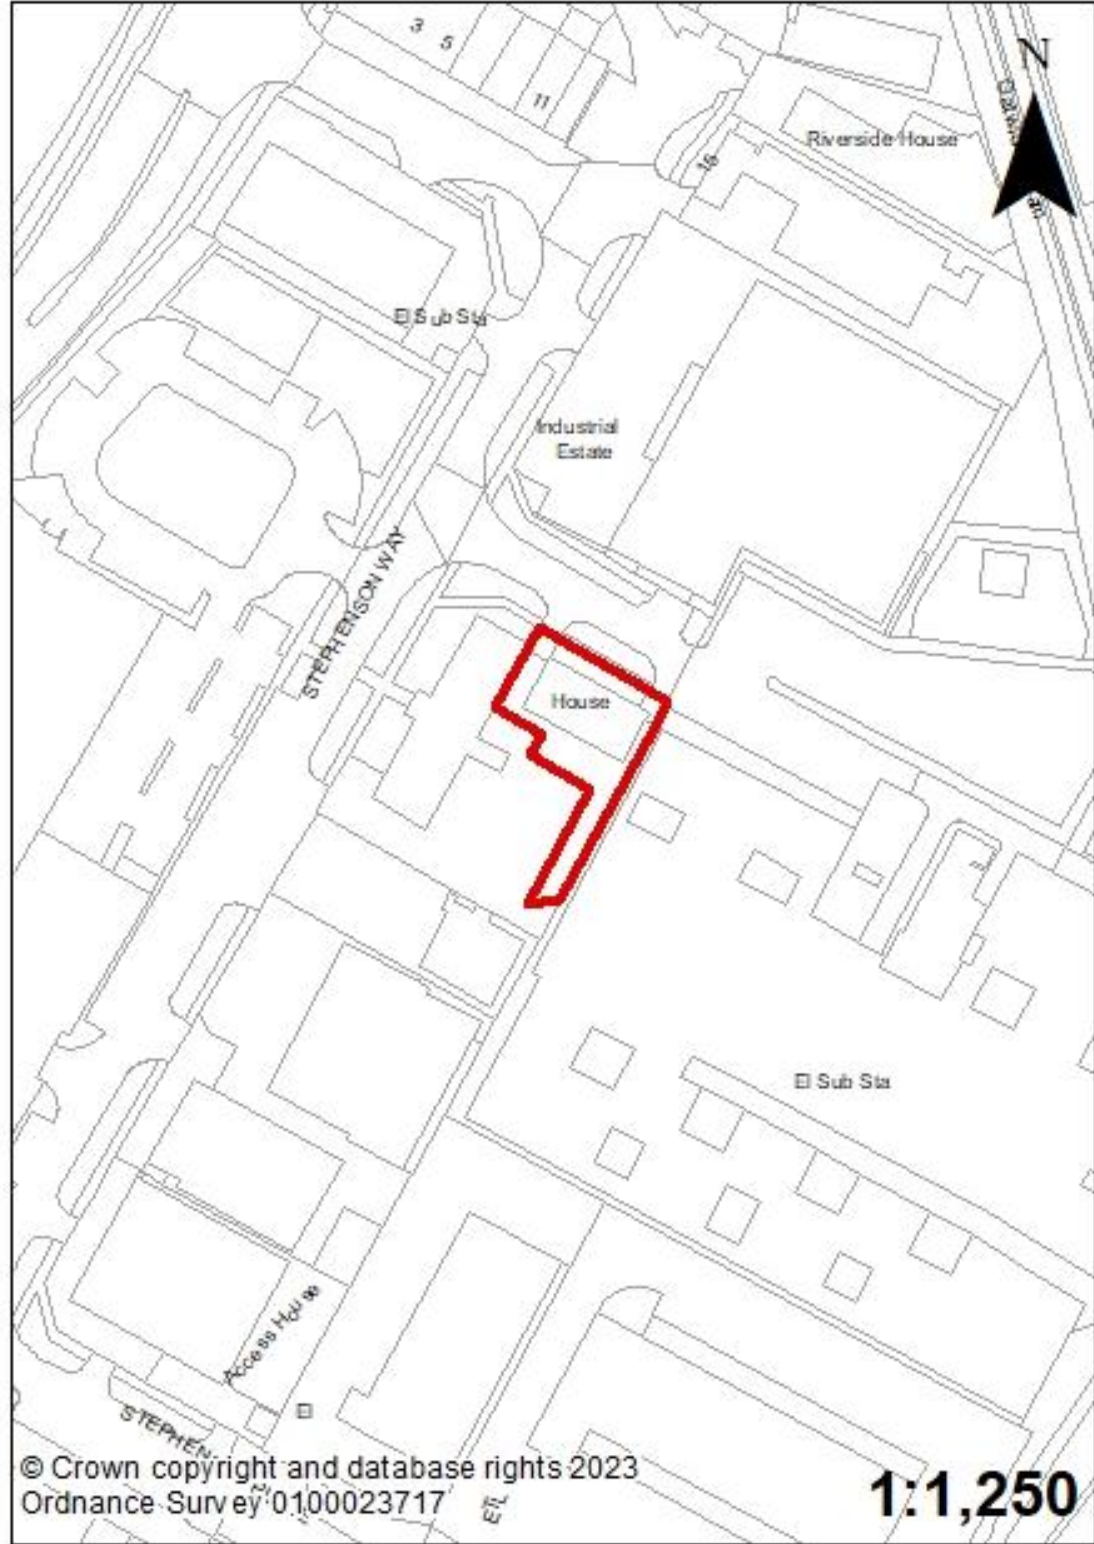 3 5
11
N
Riverside House
16
El Sub Sta
Industrial
Estate
STEPHENSON WAY
House
El Sub Sta
Access House
El
© Crown copyright and database rights 2023
Ordnance Survey 0100023717
1:1,250